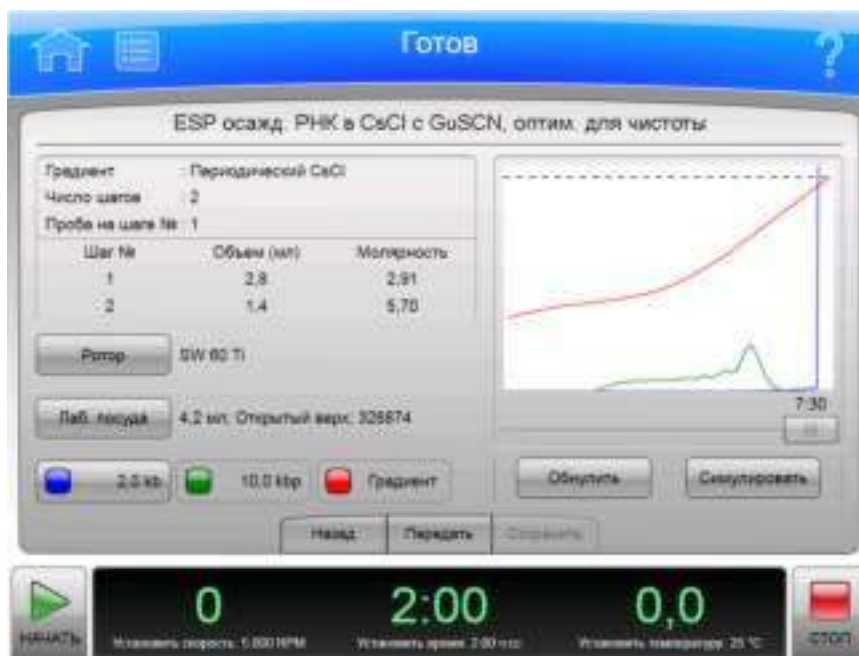 Готов
ESP осажд. РНК в CsCl с GuSCN, оптим. для чистоты
Градиент : Периодический CsCl
Число шагов : 2
Проба на шаге № : 1
Шаг № Объем (мл) Молярность
1 2,8 2,91
2 1,4 5,70
Ротор SW 60 Ti
Лаб. посуда 4,2 мл, Открытый верх, 328874
7:30
2,0 kb 10,0 kbp Градиент
Обнулить Симулировать
Назад Передать Сохранить
НАЧАТЬ
0 2:00 0,0
Установить скорость: 5.000 RPM Установить время: 2:00 Установить температуру: 25 °C
СТОП